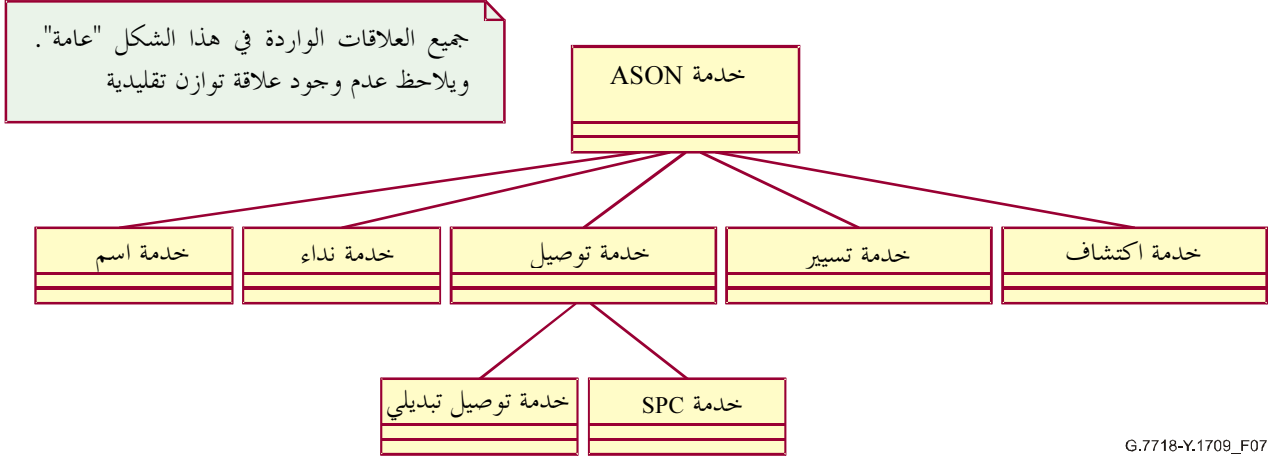 جميع العلاقات الواردة في هذا الشكل "عامة".
ويلاحظ عدم وجود علاقة توازن تقليدية
خدمة ASON
خدمة اكتشاف
خدمة تسيير
خدمة توصيل
خدمة نداء
خدمة اسم
خدمة SPC
خدمة توصيل تبديلي
G.7718-Y.1709_F07